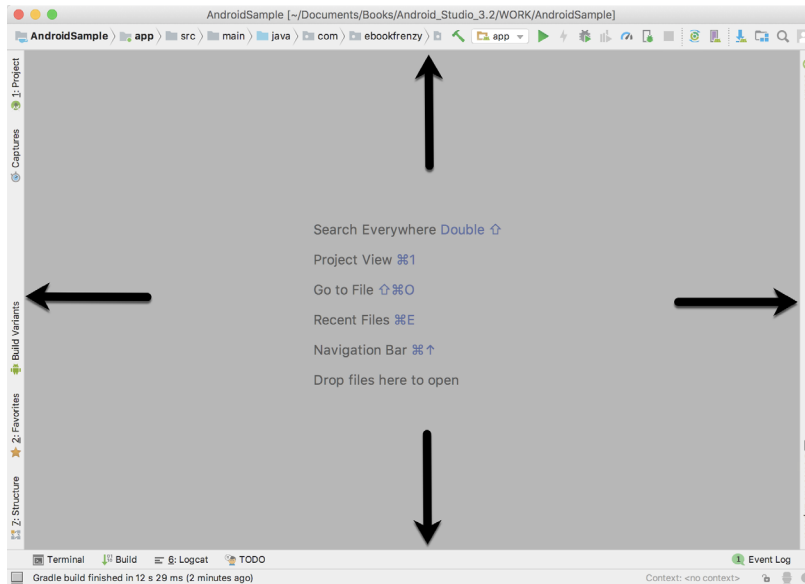 AndroidSample [~/Documents/Books/Android_Studio_3.2/WORK/AndroidSample]
AndroidSample app src main java com ebookfrenzy app
1: Project
Captures
Build Variants
2: Favorites
7: Structure
Search Everywhere Double ⇧
Project View ⌘1
Go to File ⇧⌘O
Recent Files ⌘E
Navigation Bar ⌘↑
Drop files here to open
Terminal Build 6: Logcat TODO 1 Event Log
Gradle build finished in 12 s 29 ms (2 minutes ago) Context: <no context>